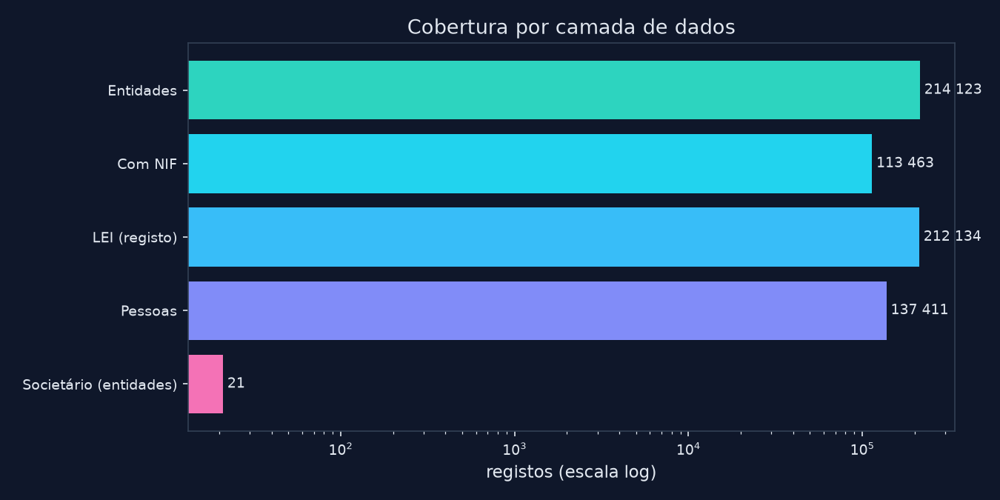 Cobertura por camada de dados
Entidades
214 123
Com NIF
113 463
LEI (registo)
212 134
Pessoas
137 411
Societário (entidades)
21
10² 10³ 10⁴ 10⁵
registos (escala log)